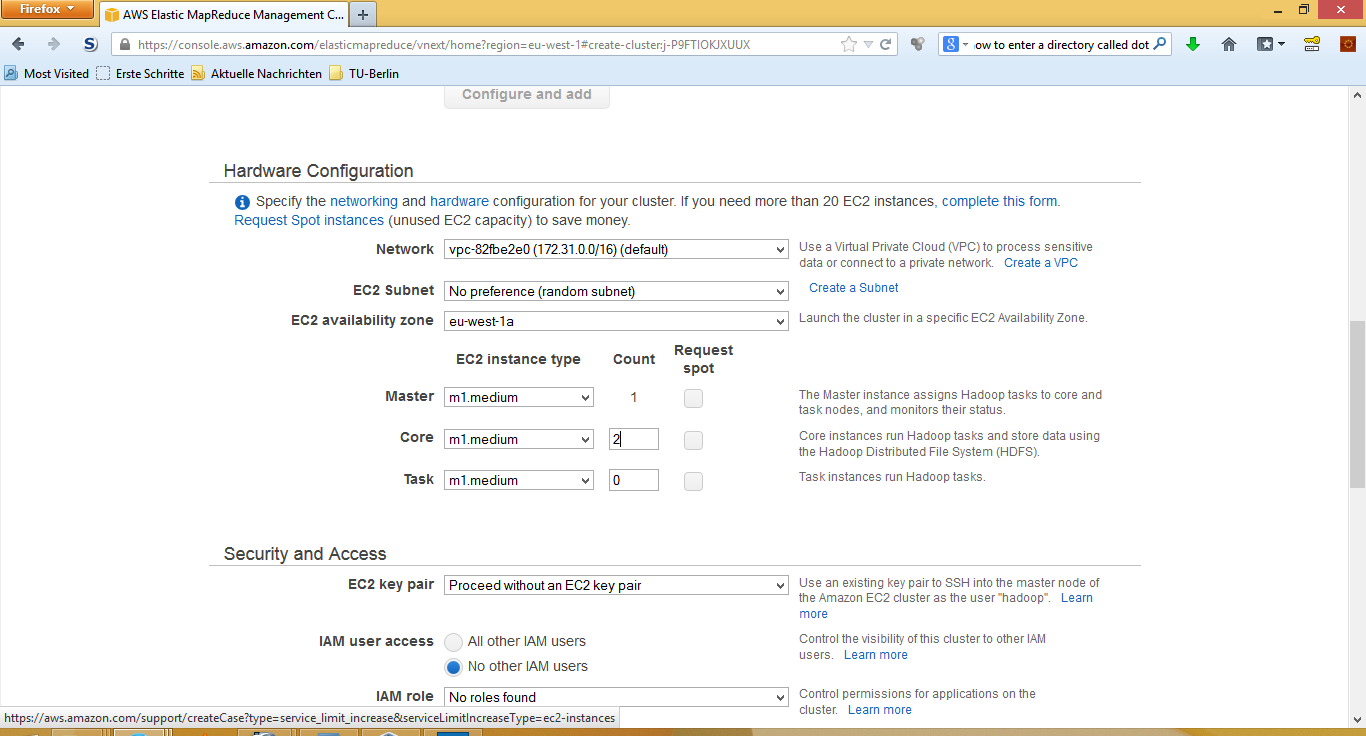 Firefox
AWS Elastic MapReduce Management C...
https://console.aws.amazon.com/elasticmapreduce/vnext/home?region=eu-west-1#create-cluster:j-P9FTIOKJXUUX
ow to enter a directory called dot
Most Visited Erste Schritte Aktuelle Nachrichten TU-Berlin
Configure and add
Hardware Configuration
Specify the networking and hardware configuration for your cluster. If you need more than 20 EC2 instances, complete this form.
Request Spot instances (unused EC2 capacity) to save money.
Network vpc-82fbe2e0 (172.31.0.0/16) (default)
Use a Virtual Private Cloud (VPC) to process sensitive
data or connect to a private network. Create a VPC
EC2 Subnet No preference (random subnet) Create a Subnet
EC2 availability zone eu-west-1a Launch the cluster in a specific EC2 Availability Zone.
EC2 instance type Count Request
spot
Master m1.medium 1
The Master instance assigns Hadoop tasks to core and
task nodes, and monitors their status.
Core m1.medium 2
Core instances run Hadoop tasks and store data using
the Hadoop Distributed File System (HDFS).
Task m1.medium 0 Task instances run Hadoop tasks.
Security and Access
EC2 key pair Proceed without an EC2 key pair
Use an existing key pair to SSH into the master node of
the Amazon EC2 cluster as the user "hadoop". Learn
more
IAM user access All other IAM users
No other IAM users
Control the visibility of this cluster to other IAM
users. Learn more
IAM role No roles found
Control permissions for applications on the
cluster. Learn more
https://aws.amazon.com/support/createCase?type=service_limit_increase&serviceLimitIncreaseType=ec2-instances